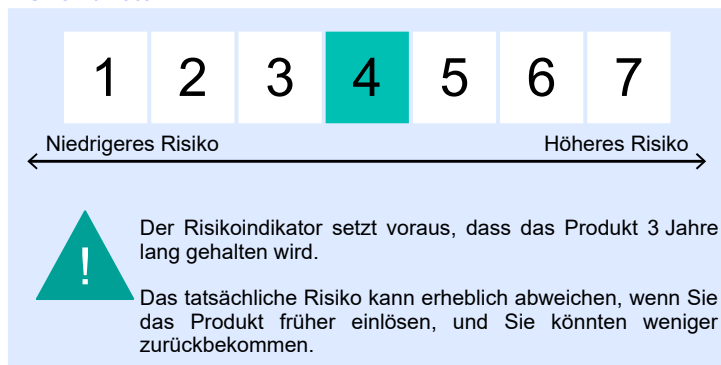 1 2 3 4 5 6 7
Niedrigeres Risiko Höheres Risiko
!
Der Risikoindikator setzt voraus, dass das Produkt 3 Jahre
lang gehalten wird.
Das tatsächliche Risiko kann erheblich abweichen, wenn Sie
das Produkt früher einlösen, und Sie könnten weniger
zurückbekommen.